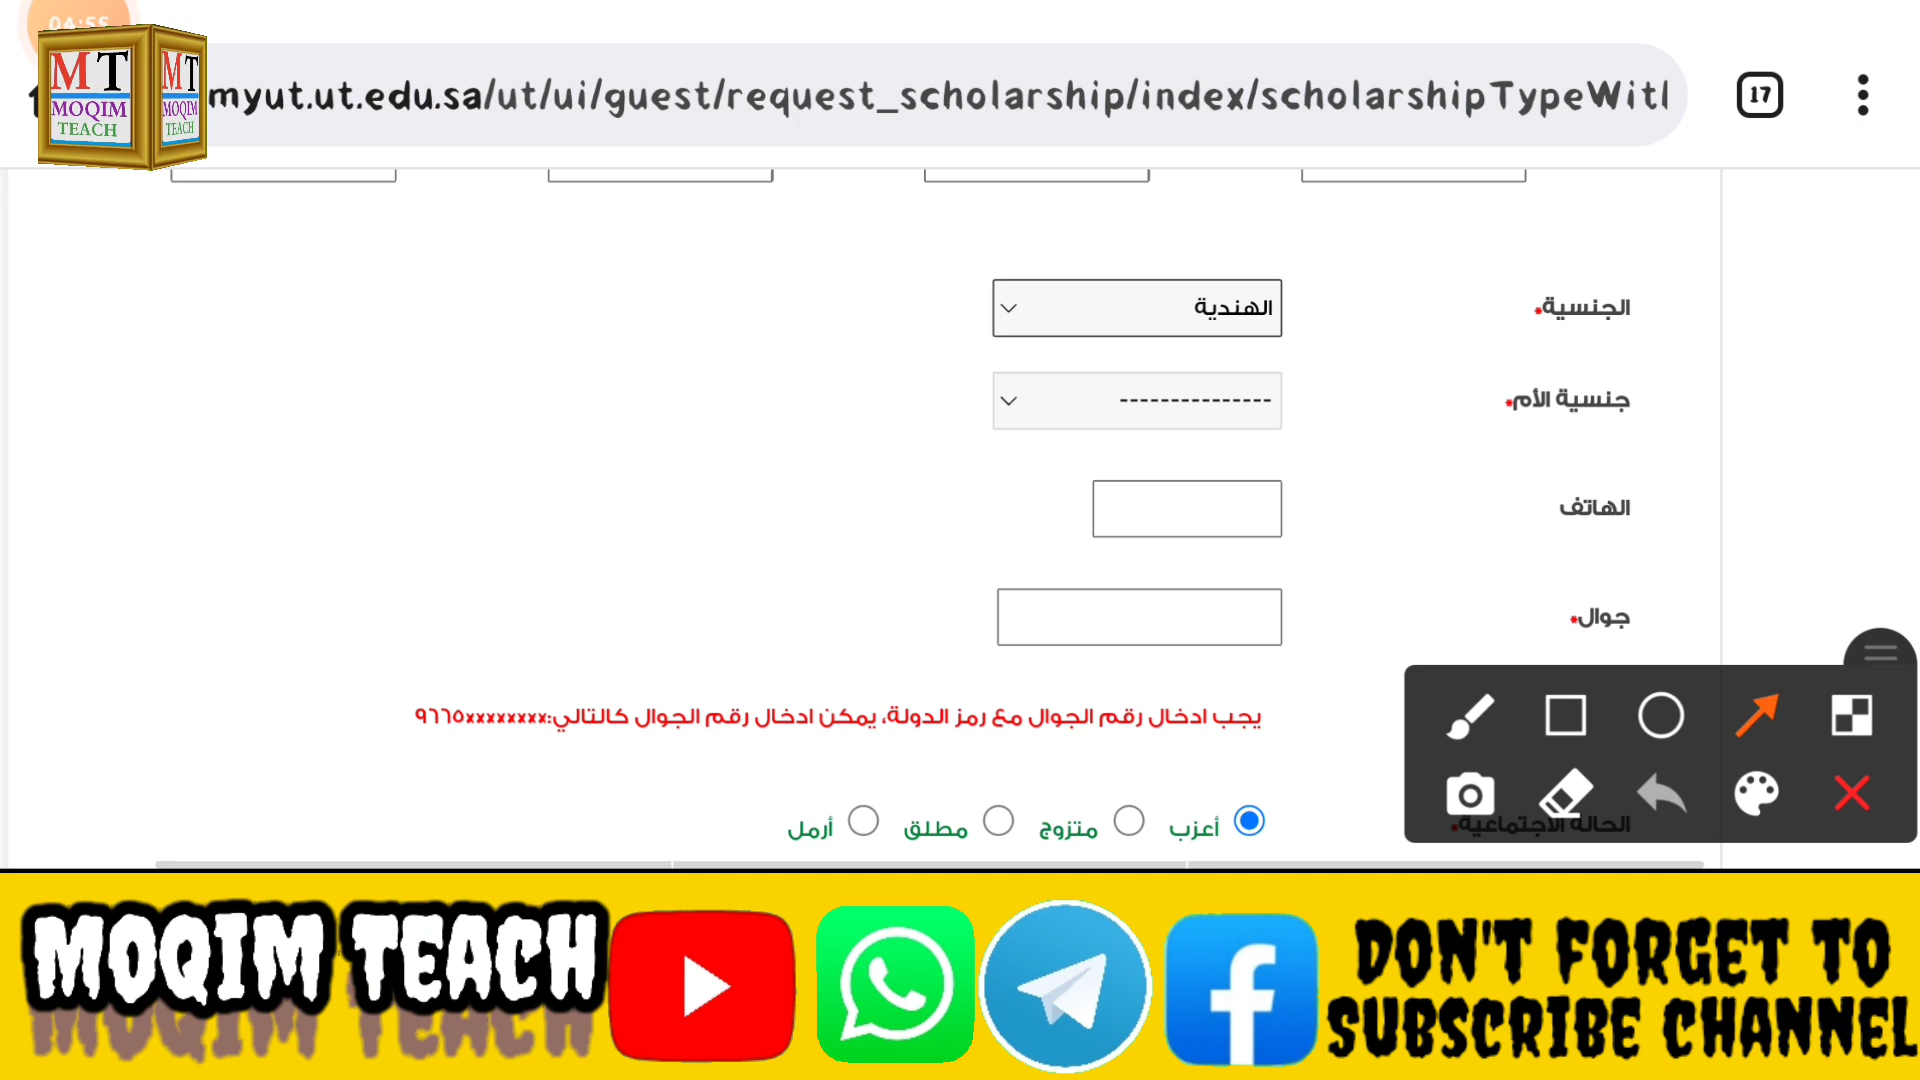 04:55
MT
MOQIM
TEACH
MT
MOQIM
TEACH
myut.ut.edu.sa/ut/ui/guest/request_scholarship/index/scholarshipTypeWitl
17
الجنسية*
الهندية
جنسية الأم*
---------------
الهاتف
جوال*
يجب ادخال رقم الجوال مع رمز الدولة، يمكن ادخال رقم الجوال كالتالي:٩٦٦٥xxxxxxxx
الحالة الاجتماعية*
أعزب متزوج مطلق أرمل
MOQIM TEACH
DON'T FORGET TO
SUBSCRIBE CHANNEL